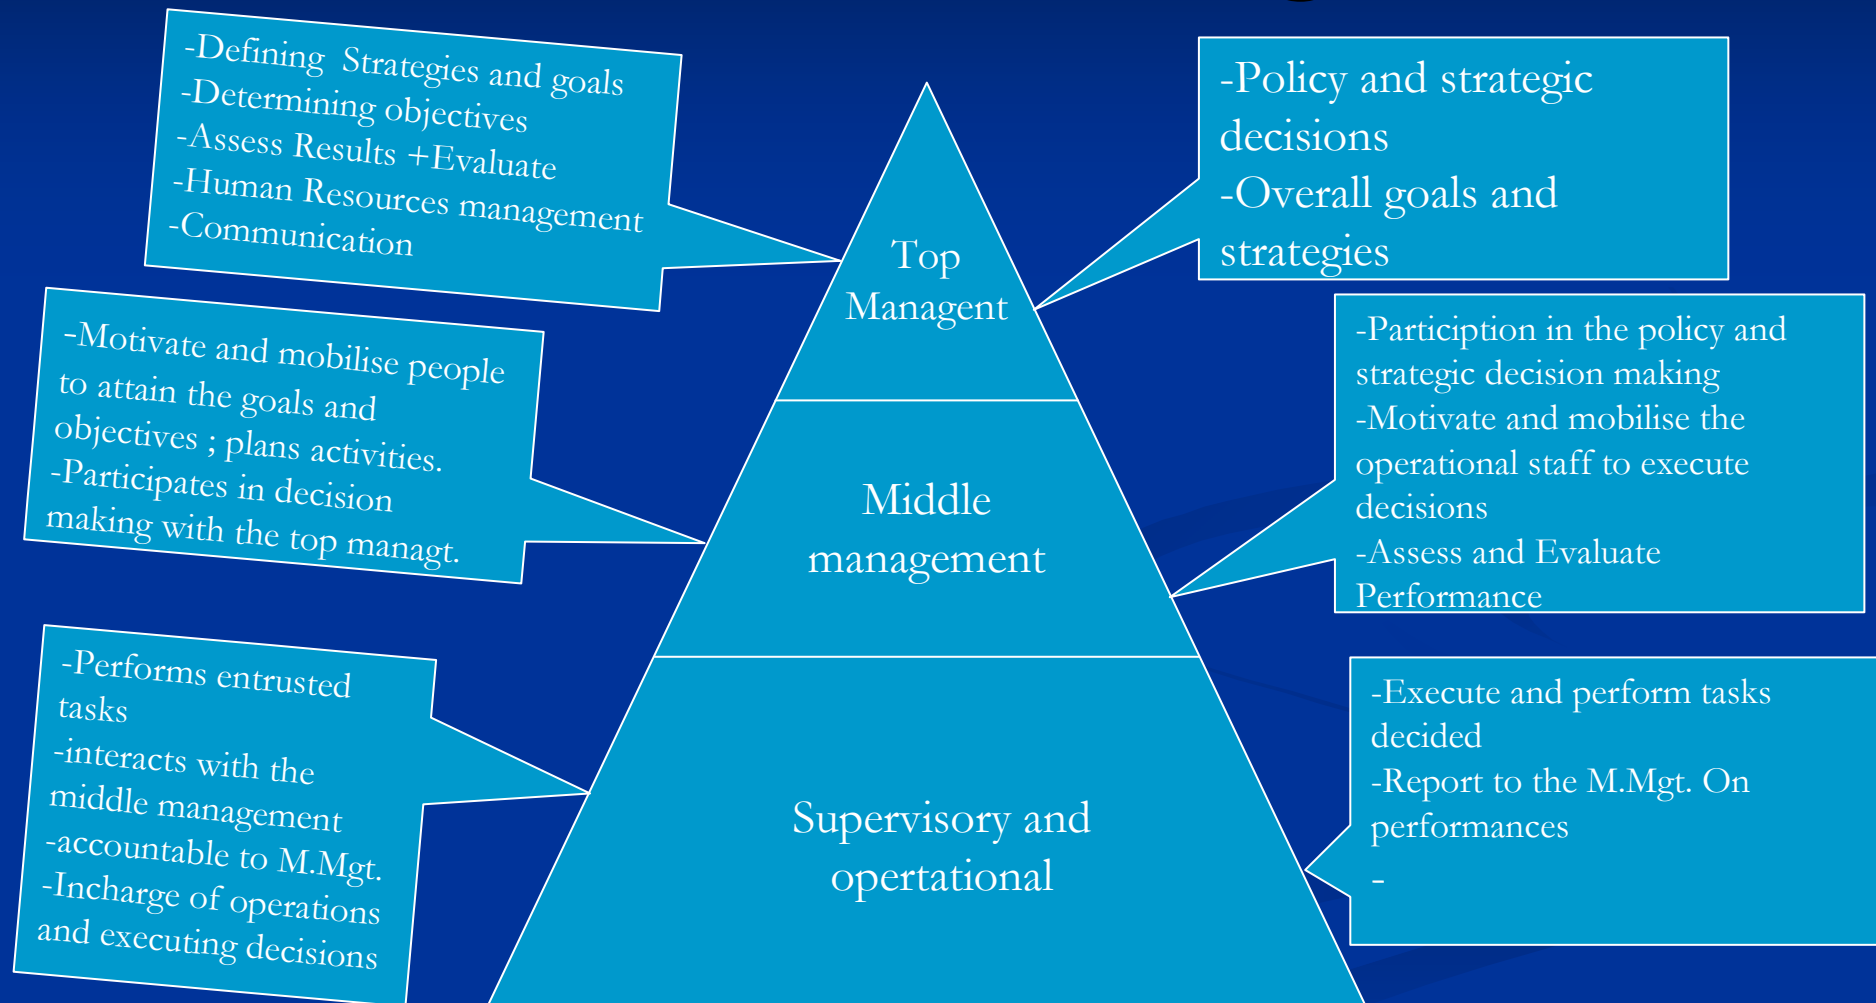 -Defining Strategies and goals
-Determining objectives
-Assess Results +Evaluate
-Human Resources management
-Communication
-Policy and strategic
decisions
-Overall goals and
strategies
Top
Managent
-Motivate and mobilise people
to attain the goals and
objectives ; plans activities.
-Participates in decision
making with the top managt.
-Particiption in the policy and
strategic decision making
-Motivate and mobilise the
operational staff to execute
decisions
-Assess and Evaluate
Performance
Middle
management
-Performs entrusted
tasks
-interacts with the
middle management
-accountable to M.Mgt.
-Incharge of operations
and executing decisions
-Execute and perform tasks
decided
-Report to the M.Mgt. On
performances
-
Supervisory and
opertational